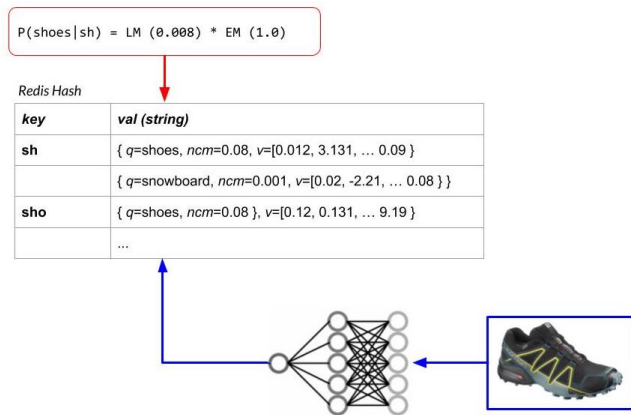 P(shoes|sh) = LM (0.008) * EM (1.0)
Redis Hash
key val (string)
sh { q=shoes, ncm=0.08, v=[0.012, 3.131, … 0.09 }
{ q=snowboard, ncm=0.001, v=[0.02, -2.21, … 0.08 } }
sho { q=shoes, ncm=0.08 }, v=[0.12, 0.131, … 9.19 }
...